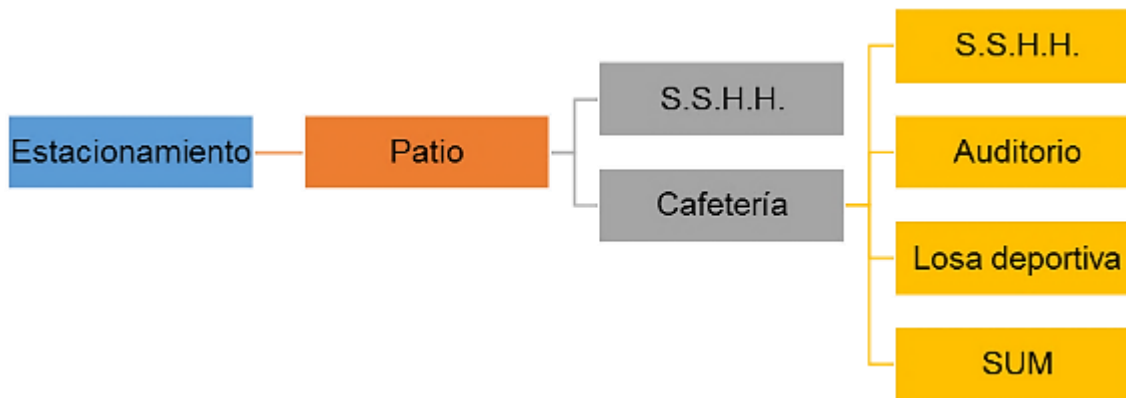 Estacionamiento
Patio
S.S.H.H.
Cafetería
S.S.H.H.
Auditorio
Losa deportiva
SUM